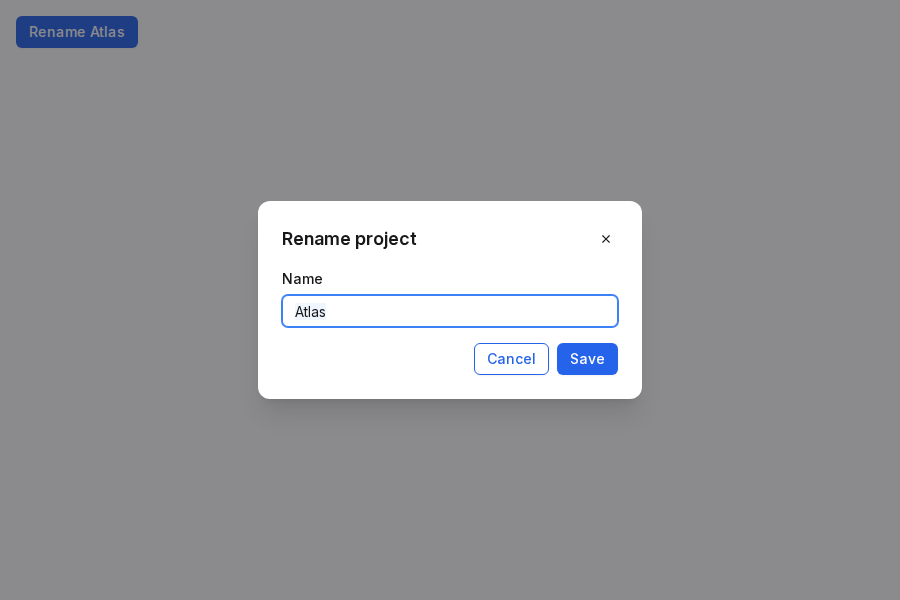 Rename Atlas
Rename project
Name
Atlas
Cancel
Save